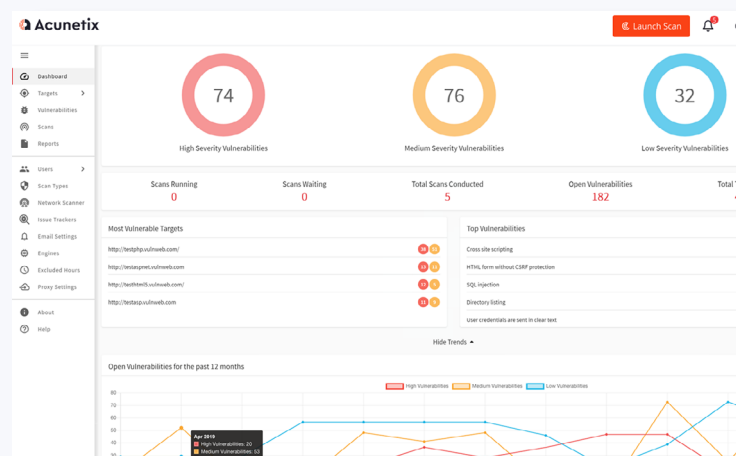 Acunetix
Launch Scan
Dashboard
Targets
Vulnerabilities
Scans
Reports
Users
Scan Types
Network Scanner
Issue Trackers
Email Settings
Engines
Excluded Hours
Proxy Settings
About
Help
74
76
32
High Severity Vulnerabilities
Medium Severity Vulnerabilities
Low Severity Vulnerabilities
Scans Running
Scans Waiting
Total Scans Conducted
Open Vulnerabilities
Total
0
0
5
182
Most Vulnerable Targets
http://testphp.vulnweb.com/
http://testaspnet.vulnweb.com
http://testhtml5.vulnweb.com/
http://testasp.vulnweb.com
Top Vulnerabilities
Cross site scripting
HTML form without CSRF protection
SQL injection
Directory listing
User credentials are sent in clear text
Hide Trends
Open Vulnerabilities for the past 12 months
High Vulnerabilities
Medium Vulnerabilities
Low Vulnerabilities
80
70
60
50
40
30
Apr 2019
High Vulnerabilities: 20
Medium Vulnerabilities: 53